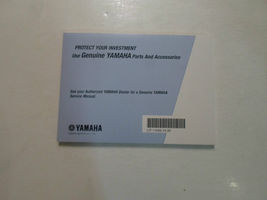 PROTECT YOUR INVESTMENT
Use Genuine YAMAHA Parts And Accessories
See your Authorized YAMAHA Dealer for a Genuine YAMAHA
Service Manual.
YAMAHA